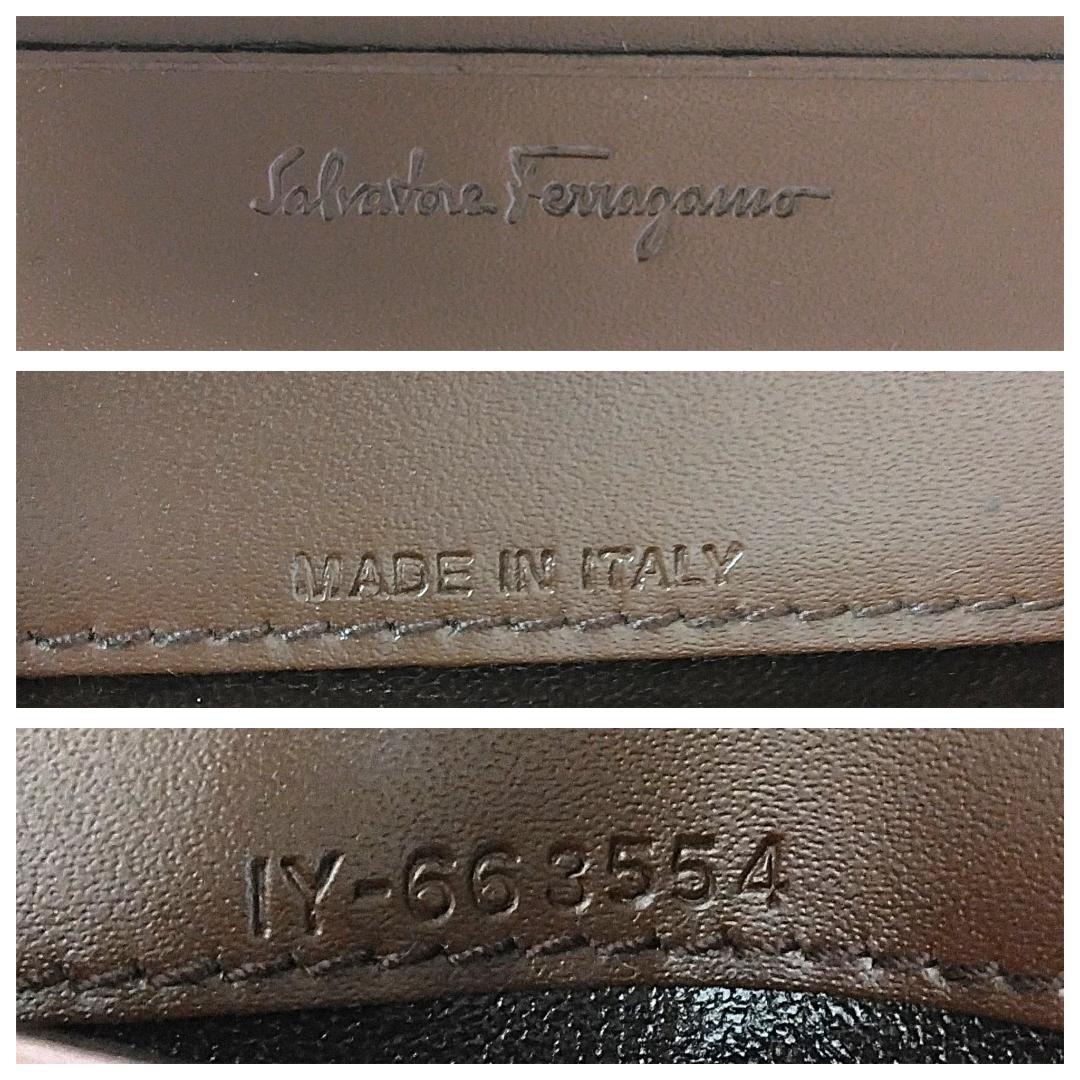 Salvatore Ferragamo
MADE IN ITALY
IY-663554